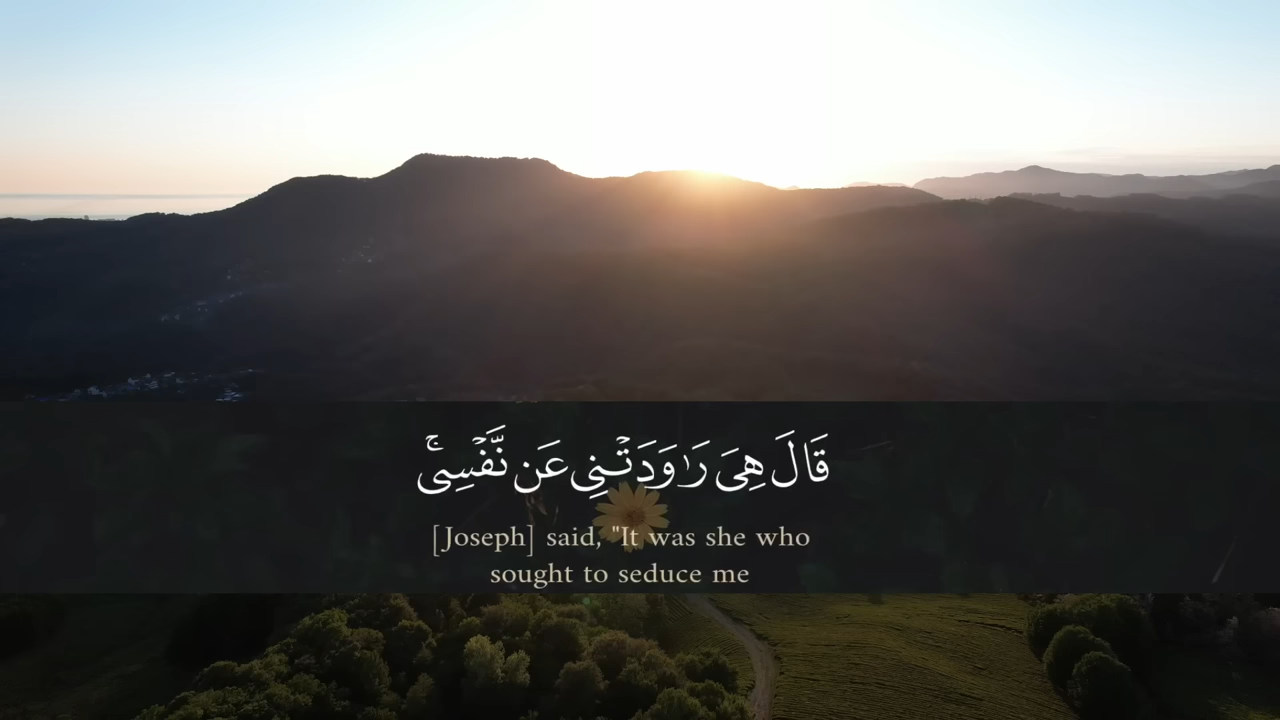 قَالَ هِىَ رَٰوَدَتْنِى عَن نَّفْسِىۚ
[Joseph] said, "It was she who
sought to seduce me